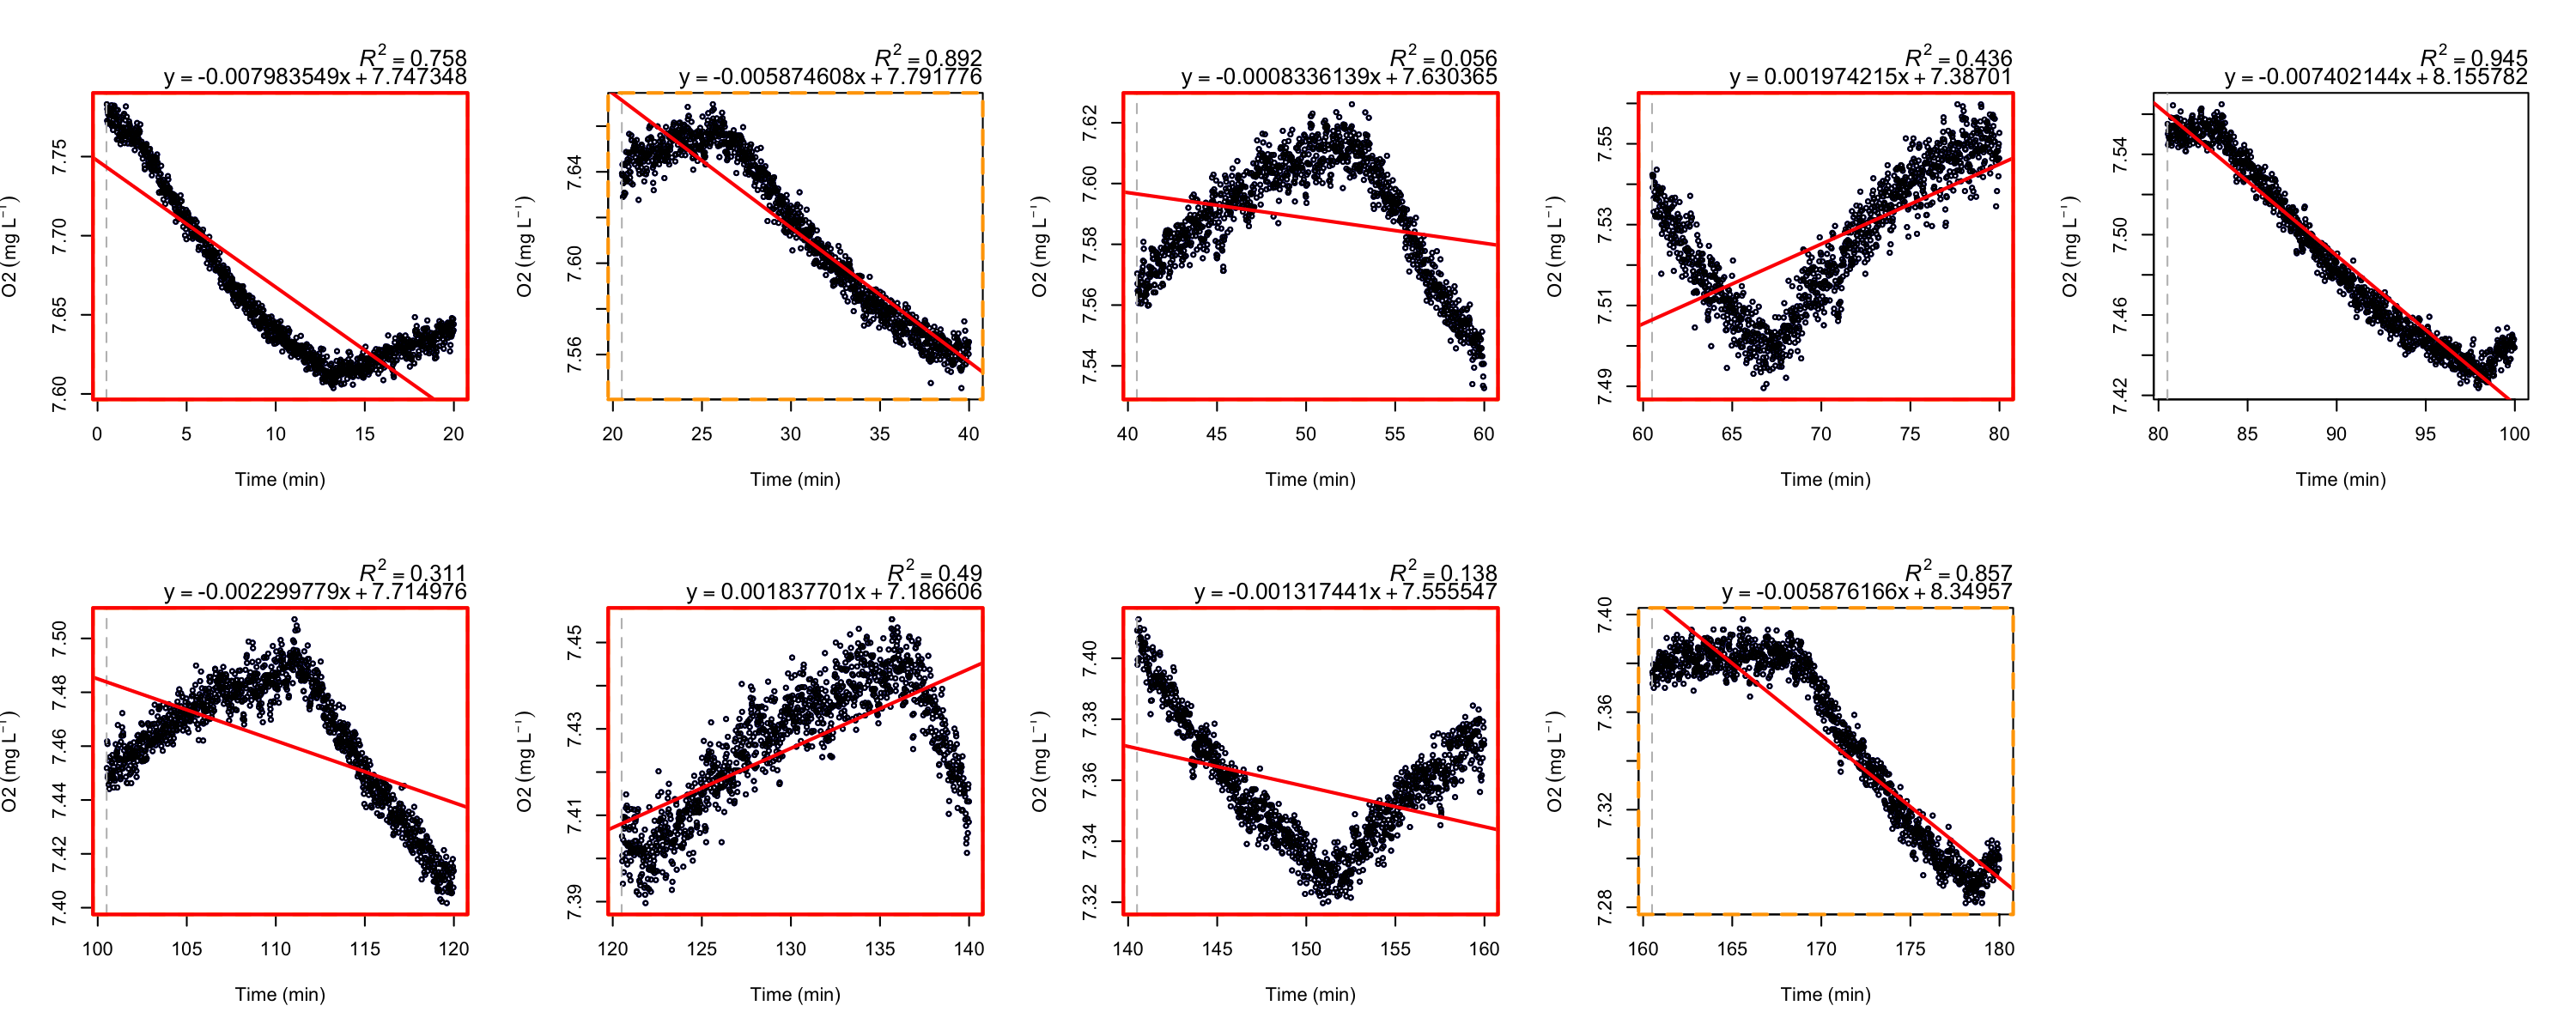 R² = 0.758
y = -0.007983549x + 7.747348
O2 (mg L⁻¹)
7.60 7.65 7.70 7.75
0 5 10 15 20
Time (min)
R² = 0.892
y = -0.005874608x + 7.791776
O2 (mg L⁻¹)
7.56 7.60 7.64
20 25 30 35 40
Time (min)
R² = 0.056
y = -0.0008336139x + 7.630365
O2 (mg L⁻¹)
7.54 7.56 7.58 7.60 7.62
40 45 50 55 60
Time (min)
R² = 0.436
y = 0.001974215x + 7.38701
O2 (mg L⁻¹)
7.49 7.51 7.53 7.55
60 65 70 75 80
Time (min)
R² = 0.945
y = -0.007402144x + 8.155782
O2 (mg L⁻¹)
7.42 7.46 7.50 7.54
80 85 90 95 100
Time (min)
R² = 0.311
y = -0.002299779x + 7.714976
O2 (mg L⁻¹)
7.40 7.42 7.44 7.46 7.48 7.50
100 105 110 115 120
Time (min)
R² = 0.49
y = 0.001837701x + 7.186606
O2 (mg L⁻¹)
7.39 7.41 7.43 7.45
120 125 130 135 140
Time (min)
R² = 0.138
y = -0.001317441x + 7.555547
O2 (mg L⁻¹)
7.32 7.34 7.36 7.38 7.40
140 145 150 155 160
Time (min)
R² = 0.857
y = -0.005876166x + 8.34957
O2 (mg L⁻¹)
7.28 7.32 7.36 7.40
160 165 170 175 180
Time (min)